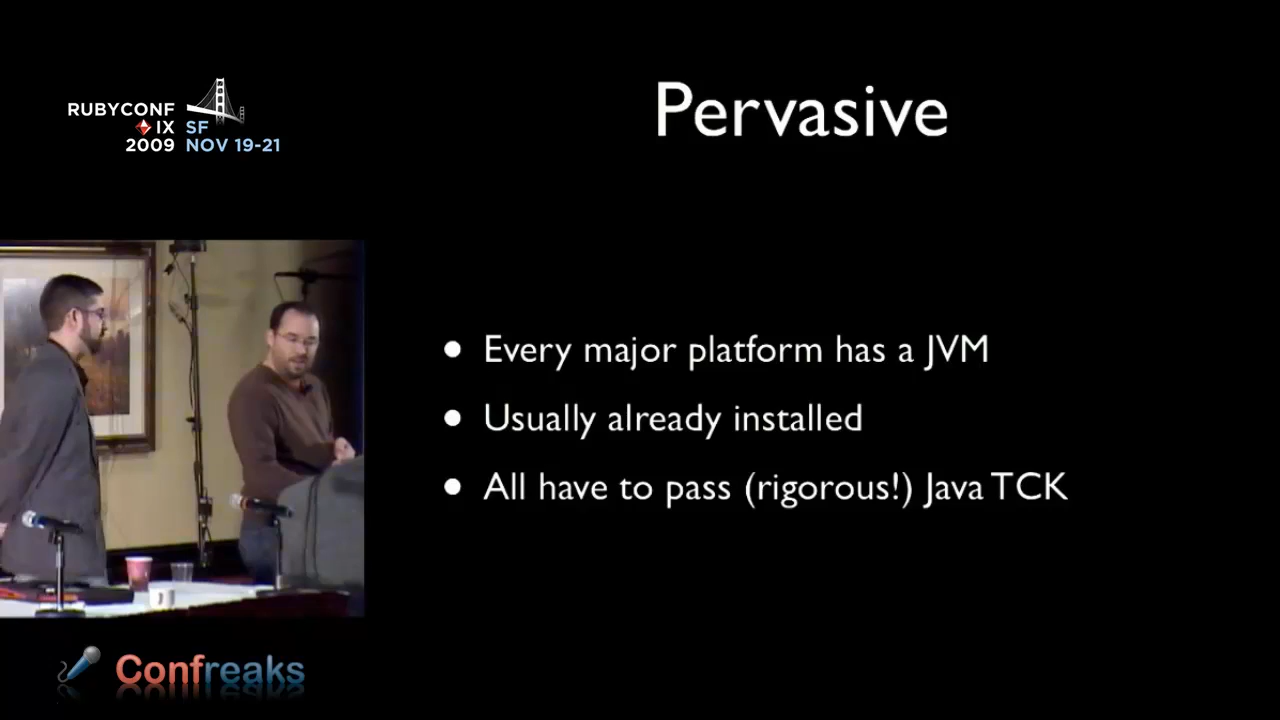 RUBYCONF
IX SF
2009 NOV 19-21
Pervasive
• Every major platform has a JVM
• Usually already installed
• All have to pass (rigorous!) Java TCK
Confreaks